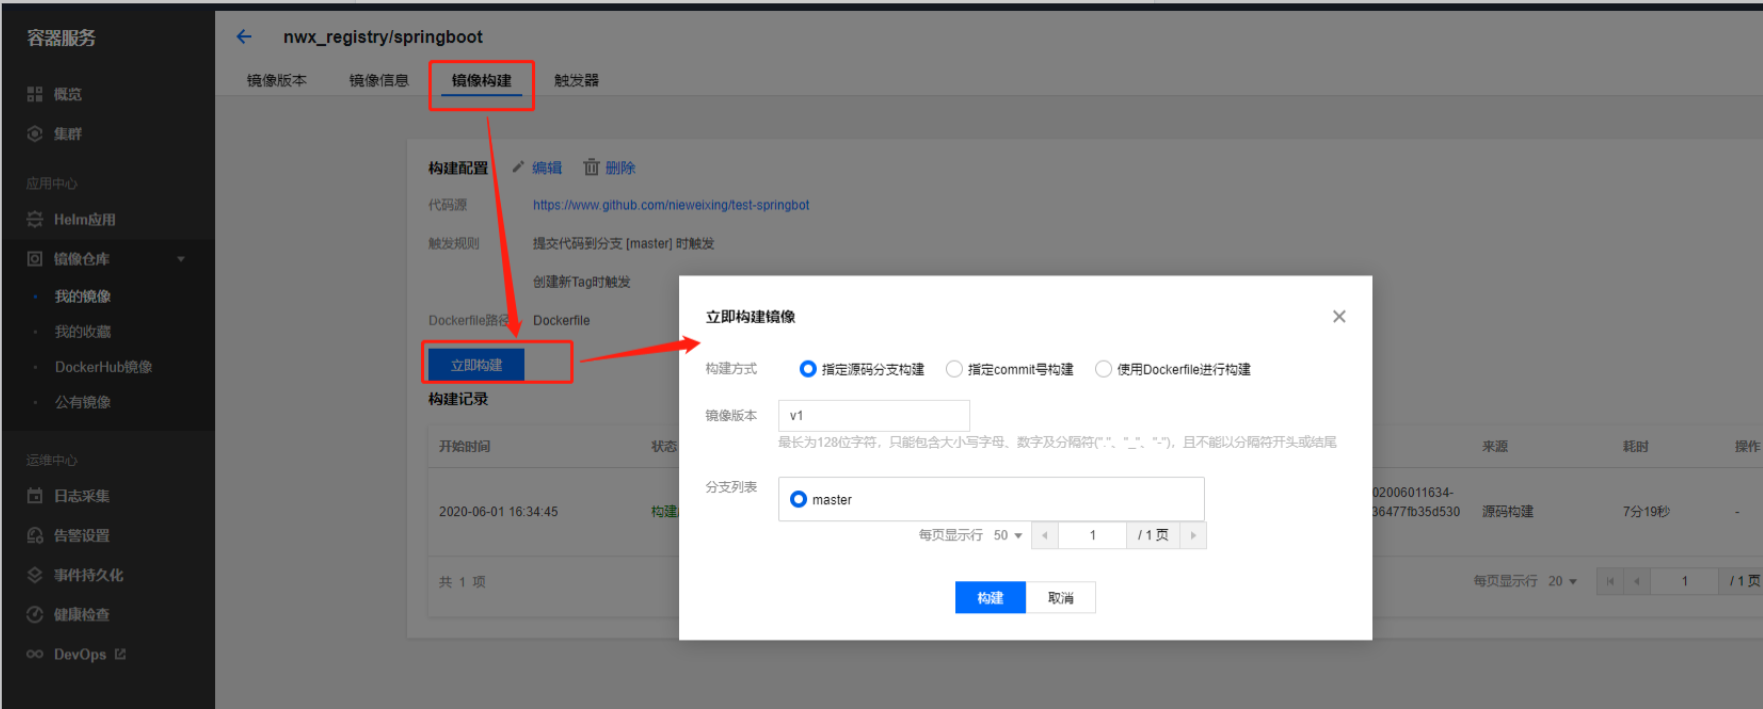 容器服务
概览
集群
应用中心
Helm应用
镜像仓库
我的镜像
我的收藏
DockerHub镜像
公有镜像
运维中心
日志采集
告警设置
事件持久化
健康检查
DevOps
nwx_registry/springboot
镜像版本 镜像信息 镜像构建 触发器
构建配置 编辑 删除
代码源 https://www.github.com/nieweixing/test-springbot
触发规则 提交代码到分支 [master] 时触发
创建新Tag时触发
Dockerfile路径 Dockerfile
立即构建
构建记录
开始时间 状态 来源 耗时 操作
2020-06-01 16:34:45 构建 02006011634-
36477fb35d530 源码构建 7分19秒 -
共 1 项 每页显示行 20 1 / 1 页
立即构建镜像
构建方式 指定源码分支构建 指定commit号构建 使用Dockerfile进行构建
镜像版本 v1
最长为128位字符，只能包含大小写字母、数字及分隔符("."、"_"、"-")，且不能以分隔符开头或结尾
分支列表 master
每页显示行 50 1 / 1 页
构建 取消